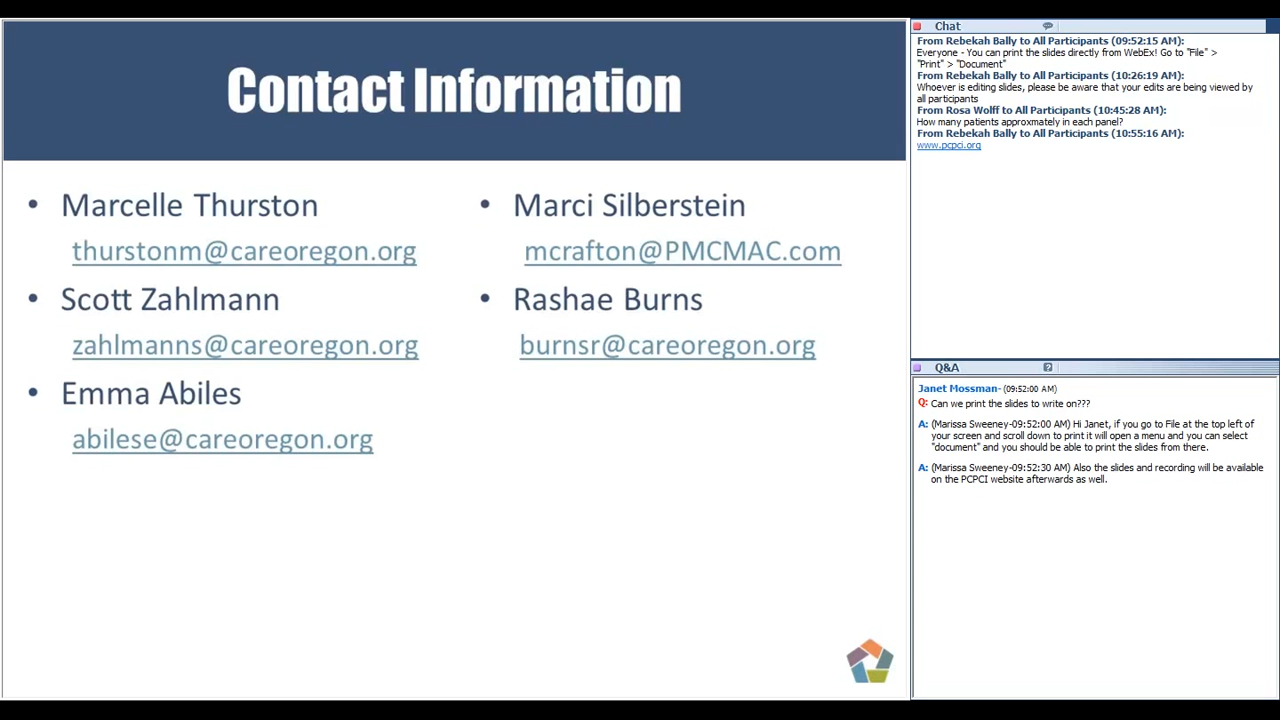 Contact Information
• Marcelle Thurston
thurstonm@careoregon.org
• Scott Zahlmann
zahlmanns@careoregon.org
• Emma Abiles
abilese@careoregon.org
• Marci Silberstein
mcrafton@PMCMAC.com
• Rashae Burns
burnsr@careoregon.org
Chat
From Rebekah Bally to All Participants (09:52:15 AM):
Everyone - You can print the slides directly from WebEx! Go to "File" >
"Print" > "Document"
From Rebekah Bally to All Participants (10:26:19 AM):
Whoever is editing slides, please be aware that your edits are being viewed by
all participants
From Rosa Wolff to All Participants (10:45:28 AM):
How many patients approxmately in each panel?
From Rebekah Bally to All Participants (10:55:16 AM):
www.pcpci.org
Q&A
Janet Mossman- (09:52:00 AM)
Q: Can we print the slides to write on???
A: (Marissa Sweeney-09:52:00 AM) Hi Janet, if you go to File at the top left of
your screen and scroll down to print it will open a menu and you can select
"document" and you should be able to print the slides from there.
A: (Marissa Sweeney-09:52:30 AM) Also the slides and recording will be available
on the PCPCI website afterwards as well.